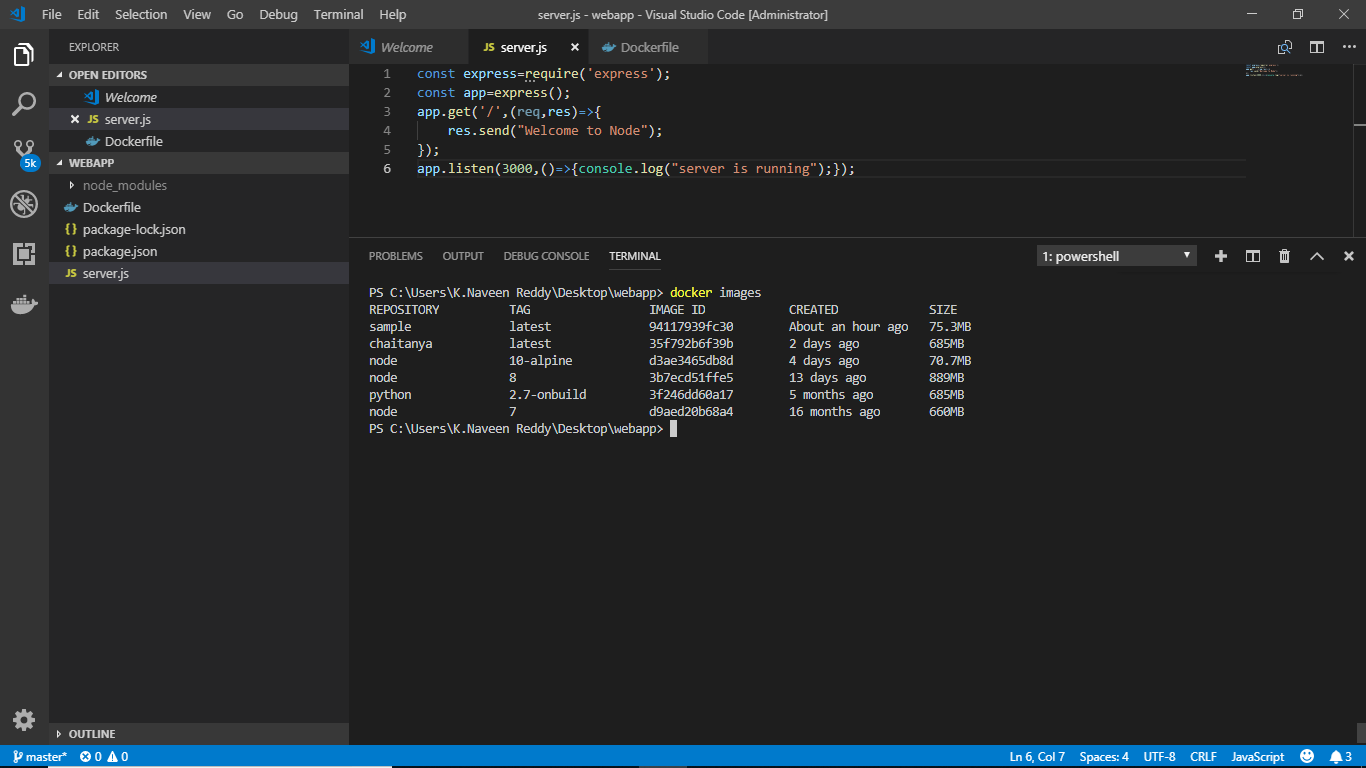 File Edit Selection View Go Debug Terminal Help server.js - webapp - Visual Studio Code [Administrator]
EXPLORER
OPEN EDITORS
Welcome
server.js
Dockerfile
WEBAPP
node_modules
Dockerfile
package-lock.json
package.json
server.js
OUTLINE
5k
Welcome JS server.js Dockerfile
1 const express=require('express');
2 const app=express();
3 app.get('/',(req,res)=>{
4 res.send("Welcome to Node");
5 });
6 app.listen(3000,()=>{console.log("server is running");});
PROBLEMS OUTPUT DEBUG CONSOLE TERMINAL 1: powershell
PS C:\Users\K.Naveen Reddy\Desktop\webapp> docker images
REPOSITORY TAG IMAGE ID CREATED SIZE
sample latest 94117939fc30 About an hour ago 75.3MB
chaitanya latest 35f792b6f39b 2 days ago 685MB
node 10-alpine d3ae3465db8d 4 days ago 70.7MB
node 8 3b7ecd51ffe5 13 days ago 889MB
python 2.7-onbuild 3f246dd60a17 5 months ago 685MB
node 7 d9aed20b68a4 16 months ago 660MB
PS C:\Users\K.Naveen Reddy\Desktop\webapp>
master* 0 0 Ln 6, Col 7 Spaces: 4 UTF-8 CRLF JavaScript 3